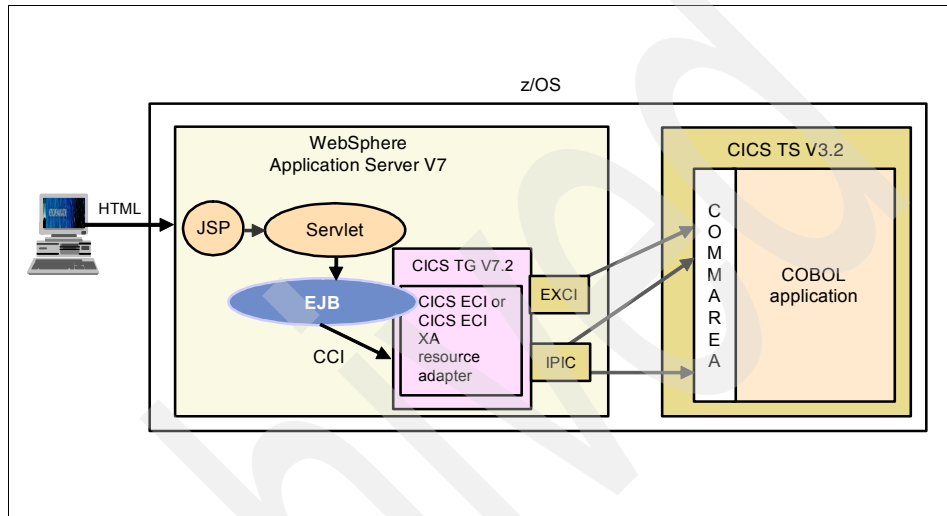 z/OS
WebSphere
Application Server V7
CICS TS V3.2
HTML
JSP
Servlet
CICS TG V7.2
EJB
CICS ECI or
CICS ECI
XA
resource
adapter
CCI
EXCI
IPIC
C
O
M
M
A
R
E
A
COBOL
application